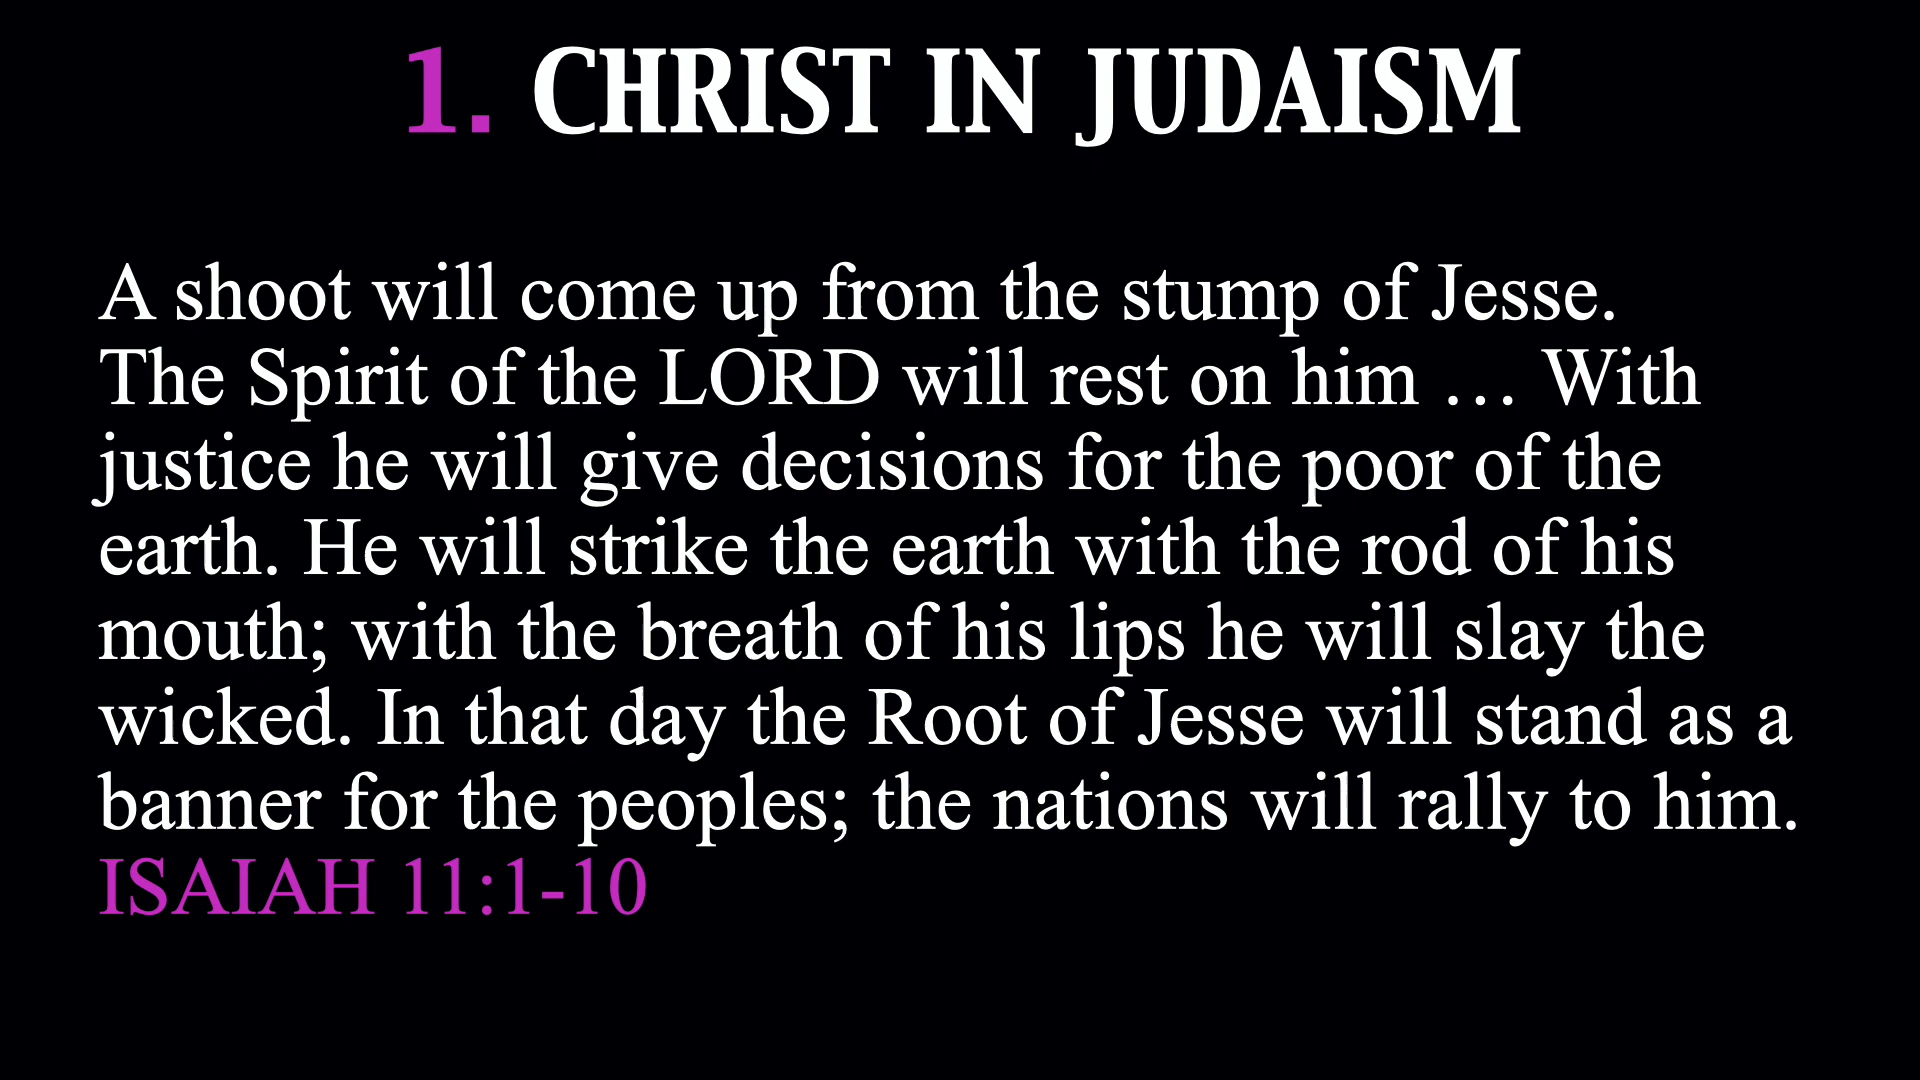 1. CHRIST IN JUDAISM
A shoot will come up from the stump of Jesse.
The Spirit of the LORD will rest on him … With
justice he will give decisions for the poor of the
earth. He will strike the earth with the rod of his
mouth; with the breath of his lips he will slay the
wicked. In that day the Root of Jesse will stand as a
banner for the peoples; the nations will rally to him.
ISAIAH 11:1-10